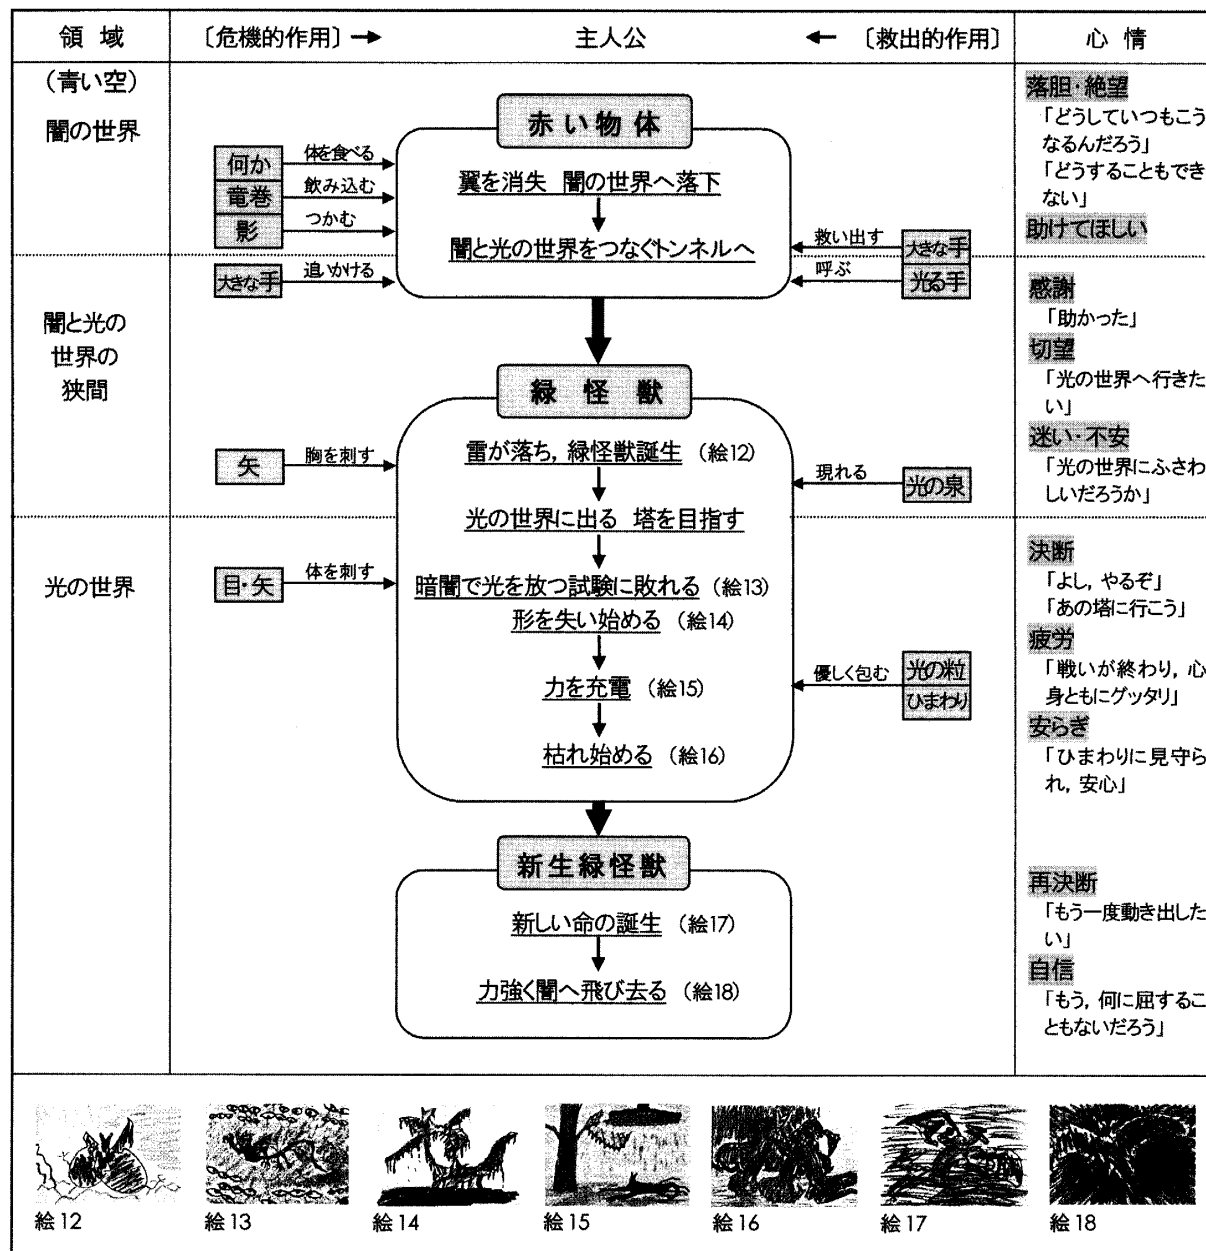 領域 〔危機的作用〕→ 主人公 ←〔救出的作用〕 心情
(青い空)
闇の世界
赤い物体
何か 体を食べる
竜巻 飲み込む
影 つかむ
翼を消失 闇の世界へ落下
闇と光の世界をつなぐトンネルへ
救い出す 大きな手
落胆・絶望
「どうしていつもこう
なるんだろう」
「どうすることもでき
ない」
助けてほしい
闇と光の
世界の
狭間
大きな手 追いかける
呼ぶ 光る手
緑怪獣
雷が落ち,緑怪獣誕生 (絵12)
矢 胸を刺す
現れる 光の泉
感謝
「助かった」
切望
「光の世界へ行きた
い」
迷い・不安
「光の世界にふさわ
しいだろうか」
光の世界に出る 塔を目指す
光の世界
目・矢 体を刺す
暗闇で光を放つ試験に敗れる (絵13)
形を失い始める (絵14)
力を充電 (絵15)
優しく包む 光の粒
ひまわり
枯れ始める (絵16)
決断
「よし,やるぞ」
「あの塔に行こう」
疲労
「戦いが終わり,心
身ともにグッタリ」
安らぎ
「ひまわりに見守ら
れ,安心」
新生緑怪獣
新しい命の誕生 (絵17)
力強く闇へ飛び去る (絵18)
再決断
「もう一度動き出した
い」
自信
「もう,何に屈するこ
ともないだろう」
絵12 絵13 絵14 絵15 絵16 絵17 絵18